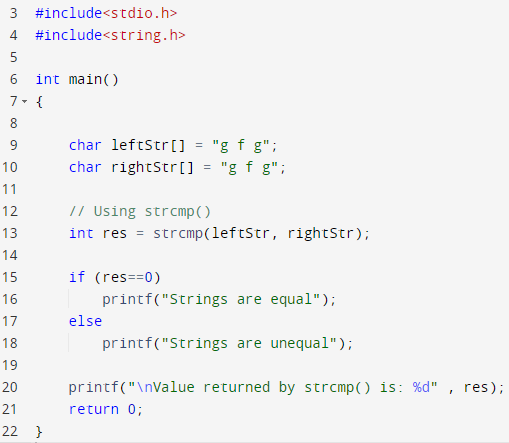 3 #include<stdio.h>
4 #include<string.h>
5
6 int main()
7 {
8
9     char leftStr[] = "g f g";
10     char rightStr[] = "g f g";
11
12     // Using strcmp()
13     int res = strcmp(leftStr, rightStr);
14
15     if (res==0)
16         printf("Strings are equal");
17     else
18         printf("Strings are unequal");
19
20     printf("\nValue returned by strcmp() is: %d" , res);
21     return 0;
22 }